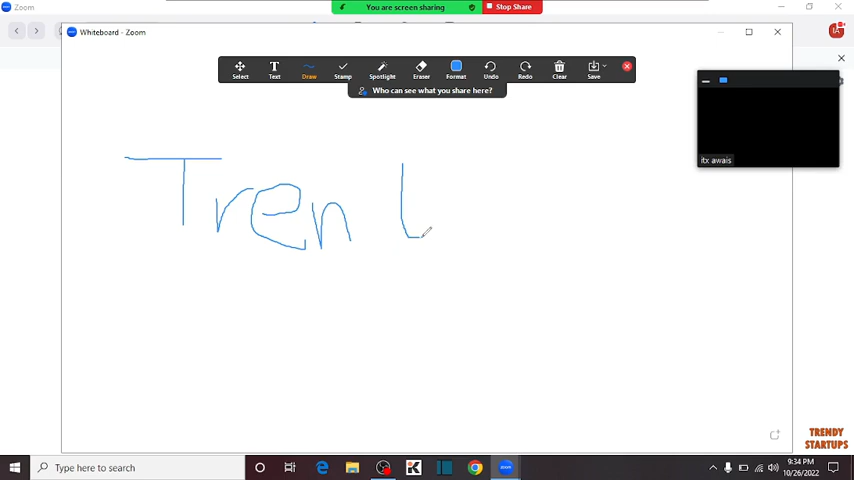 Zoom
You are screen sharing
Stop Share
Whiteboard - Zoom
Select
Text
Draw
Stamp
Spotlight
Eraser
Format
Undo
Redo
Clear
Save
Who can see what you share here?
itx awais
Tren l
TRENDY
STARTUPS
Type here to search
9:34 PM
10/26/2022